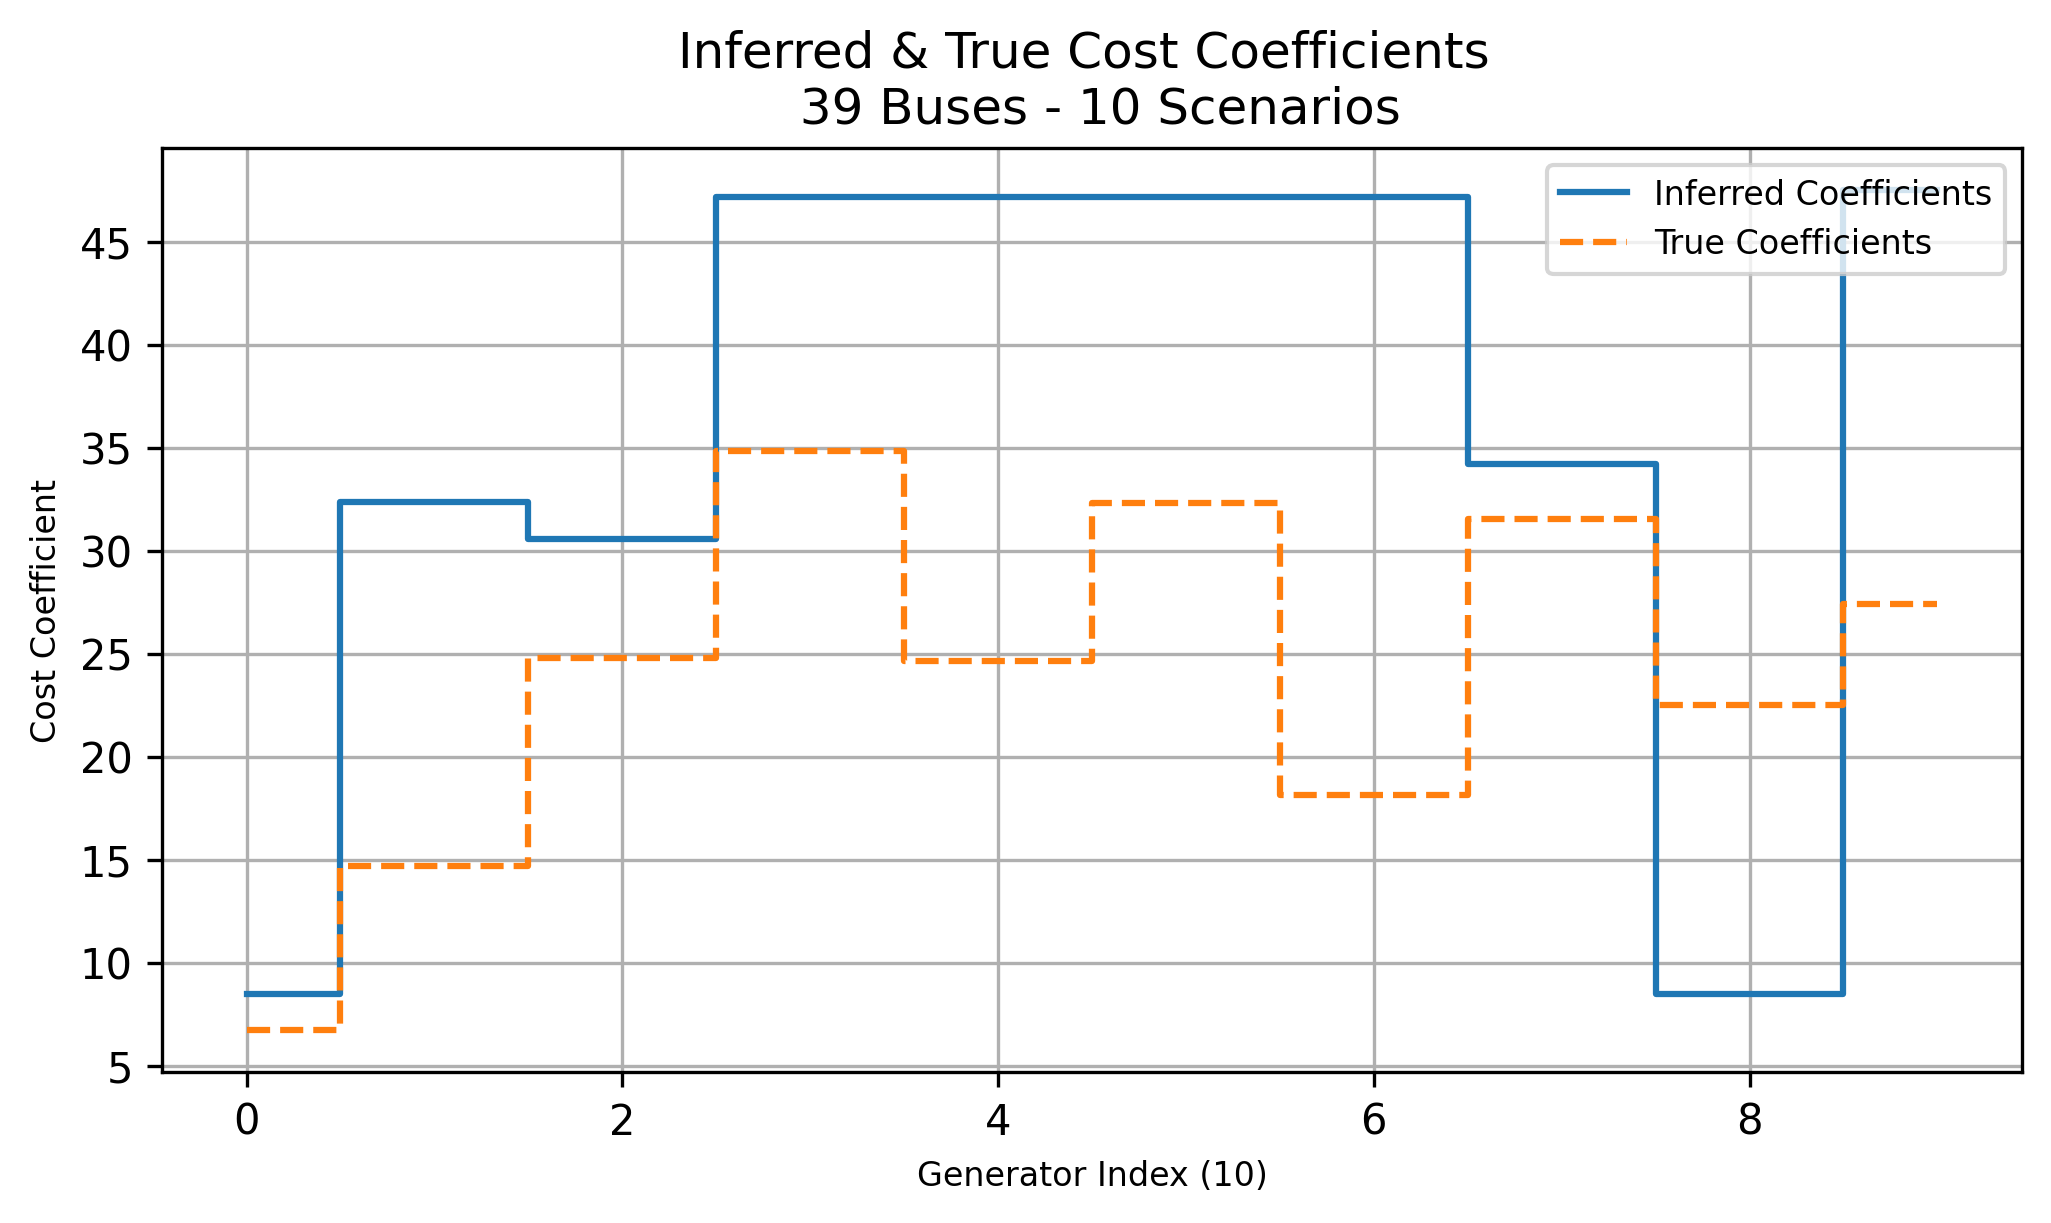 Inferred & True Cost Coefficients
39 Buses - 10 Scenarios
Inferred Coefficients
True Coefficients
Cost Coefficient
45
40
35
30
25
20
15
10
5
0 2 4 6 8
Generator Index (10)